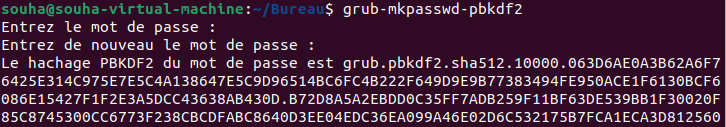 souha@souha-virtual-machine:~/Bureau$ grub-mkpasswd-pbkdf2
Entrez le mot de passe :
Entrez de nouveau le mot de passe :
Le hachage PBKDF2 du mot de passe est grub.pbkdf2.sha512.10000.063D6AE0A3B62A6F7
6425E314C975E7E5C4A138647E5C9D96514BC6FC4B222F649D9E9B77383494FE950ACE1F6130BCF6
086E15427F1F2E3A5DCC43638AB430D.B72D8A5A2EBDD0C35FF7ADB259F11BF63DE539BB1F30020F
85C8745300CC6773F238CBCDFABC8640D3EE04EDC36EA099A46E02D6C532175B7FCA1ECA3D812560